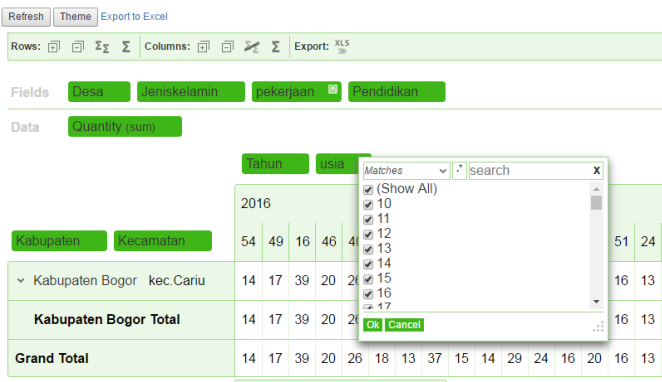 Refresh Theme Export to Excel
Rows: Columns: Export: XLS
Fields Desa Jeniskelamin pekerjaan Pendidikan
Data Quantity (sum)
Tahun usia
Matches .* search x
(Show All)
10
11
12
13
14
15
16
17
Ok Cancel
2016
Kabupaten Kecamatan 54 49 16 46 51 24
Kabupaten Bogor kec.Cariu 14 17 39 20 16 13
Kabupaten Bogor Total 14 17 39 20 16 13
Grand Total 14 17 39 20 26 18 13 37 15 14 29 24 16 20 16 13